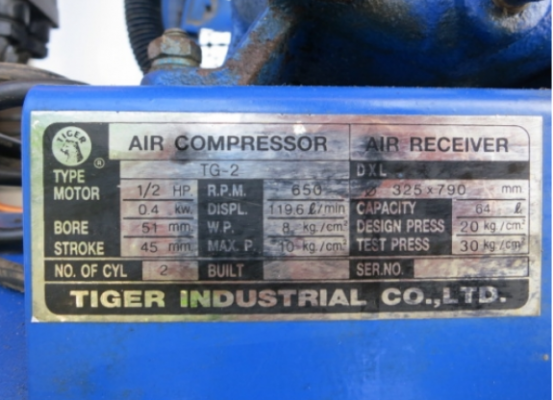 TIGER
®
AIR COMPRESSOR AIR RECEIVER
TYPE TG-2 DXL
MOTOR 1/2 HP. R.P.M. 650 ø 325x790 mm
0.4 kw. DISPL. 119.6 ℓ/min CAPACITY 64 ℓ
BORE 51 mm. W.P. 8 kg/cm² DESIGN PRESS 20 kg/cm²
STROKE 45 mm. MAX. P. 10 kg/cm² TEST PRESS 30 kg/cm²
NO. OF CYL 2 BUILT SER.NO.
TIGER INDUSTRIAL CO.,LTD.